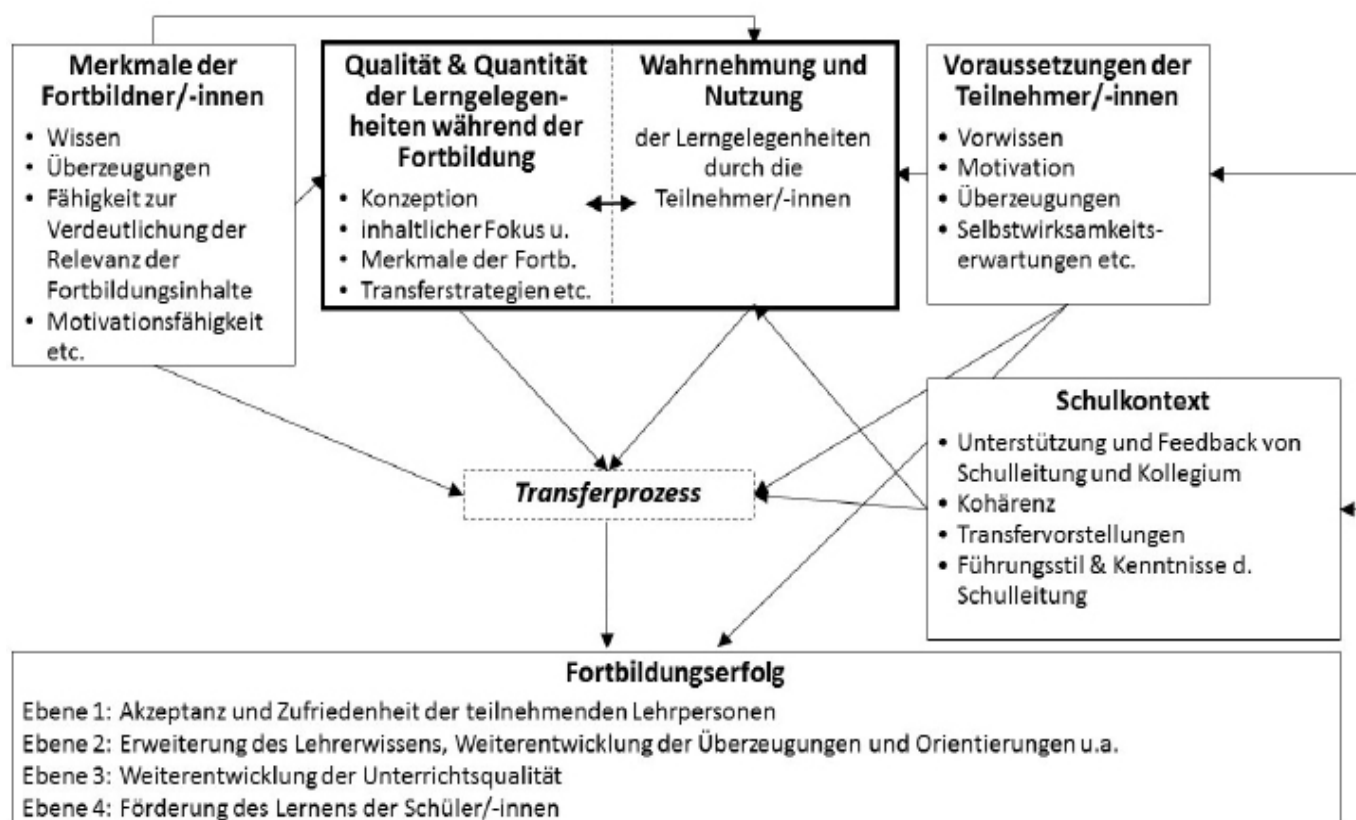 Merkmale der
Fortbildner/-innen
• Wissen
• Überzeugungen
• Fähigkeit zur
Verdeutlichung der
Relevanz der
Fortbildungsinhalte
• Motivationsfähigkeit
etc.
Qualität & Quantität
der Lerngelegen-
heiten während der
Fortbildung
• Konzeption
• inhaltlicher Fokus u.
• Merkmale der Fortb.
• Transferstrategien etc.
Wahrnehmung und
Nutzung
der Lerngelegenheiten
durch die
Teilnehmer/-innen
Voraussetzungen der
Teilnehmer/-innen
• Vorwissen
• Motivation
• Überzeugungen
• Selbstwirksamkeits-
erwartungen etc.
Schulkontext
• Unterstützung und Feedback von
Schulleitung und Kollegium
• Kohärenz
• Transfervorstellungen
• Führungsstil & Kenntnisse d.
Schulleitung
Transferprozess
Fortbildungserfolg
Ebene 1: Akzeptanz und Zufriedenheit der teilnehmenden Lehrpersonen
Ebene 2: Erweiterung des Lehrerwissens, Weiterentwicklung der Überzeugungen und Orientierungen u.a.
Ebene 3: Weiterentwicklung der Unterrichtsqualität
Ebene 4: Förderung des Lernens der Schüler/-innen